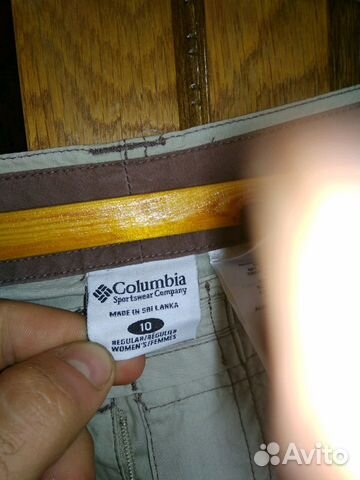 Columbia
Sportswear Company
MADE IN SRI LANKA
10
REGULAR/REGULIER
WOMEN'S/FEMMES
Avito